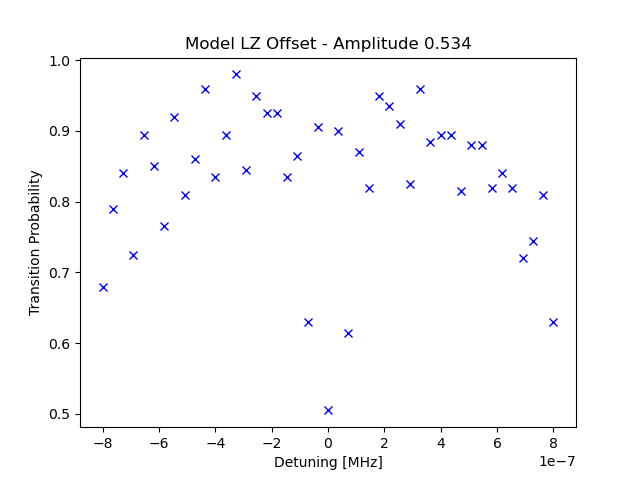 Model LZ Offset - Amplitude 0.534
1.0
0.9
0.8
0.7
0.6
0.5
Transition Probability
−8 −6 −4 −2 0 2 4 6 8
1e−7
Detuning [MHz]